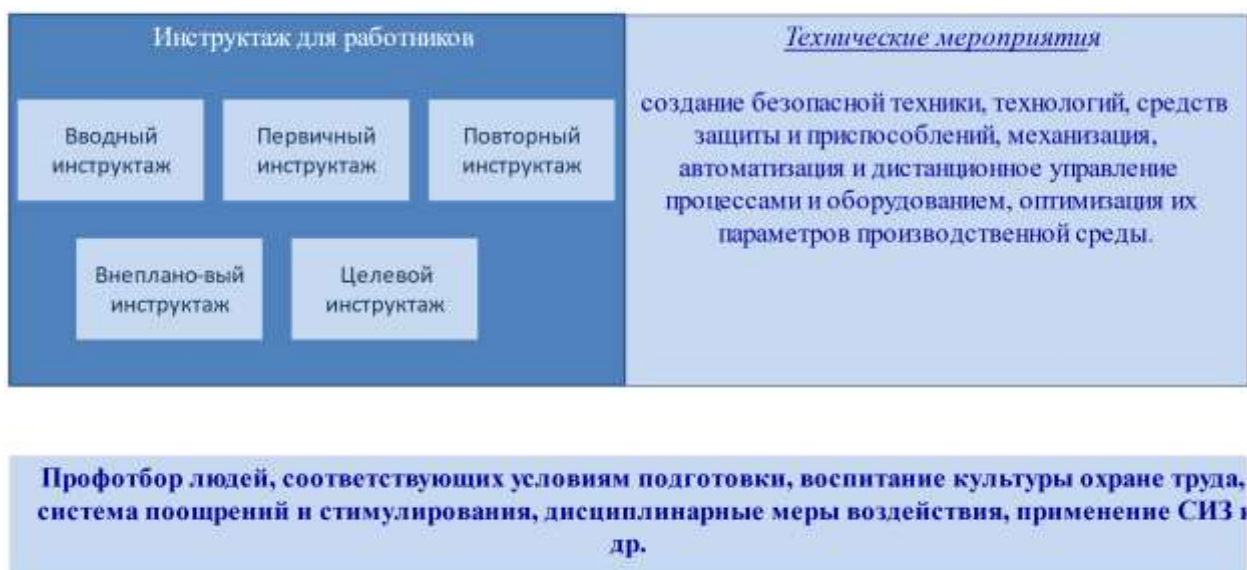 Инструктаж для работников
Вводный
инструктаж
Первичный
инструктаж
Повторный
инструктаж
Внеплано-вый
инструктаж
Целевой
инструктаж
Технические мероприятия
создание безопасной техники, технологий, средств
защиты и приспособлений, механизация,
автоматизация и дистанционное управление
процессами и оборудованием, оптимизация их
параметров производственной среды.
Профотбор людей, соответствующих условиям подготовки, воспитание культуры охране труда,
система поощрений и стимулирования, дисциплинарные меры воздействия, применение СИЗ и
др.